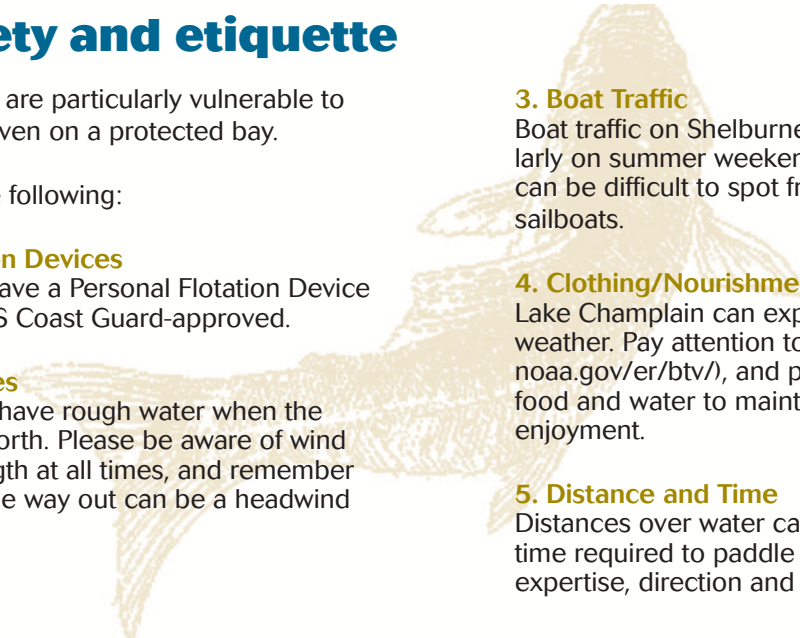 ety and etiquette
are particularly vulnerable to
ven on a protected bay.
following:
n Devices
ave a Personal Flotation Device
S Coast Guard-approved.
es
have rough water when the
orth. Please be aware of wind
gth at all times, and remember
e way out can be a headwind
3. Boat Traffic
Boat traffic on Shelburne
larly on summer weeken
can be difficult to spot fr
sailboats.
4. Clothing/Nourishme
Lake Champlain can exp
weather. Pay attention to
noaa.gov/er/btv/), and p
food and water to maint
enjoyment.
5. Distance and Time
Distances over water ca
time required to paddle
expertise, direction and